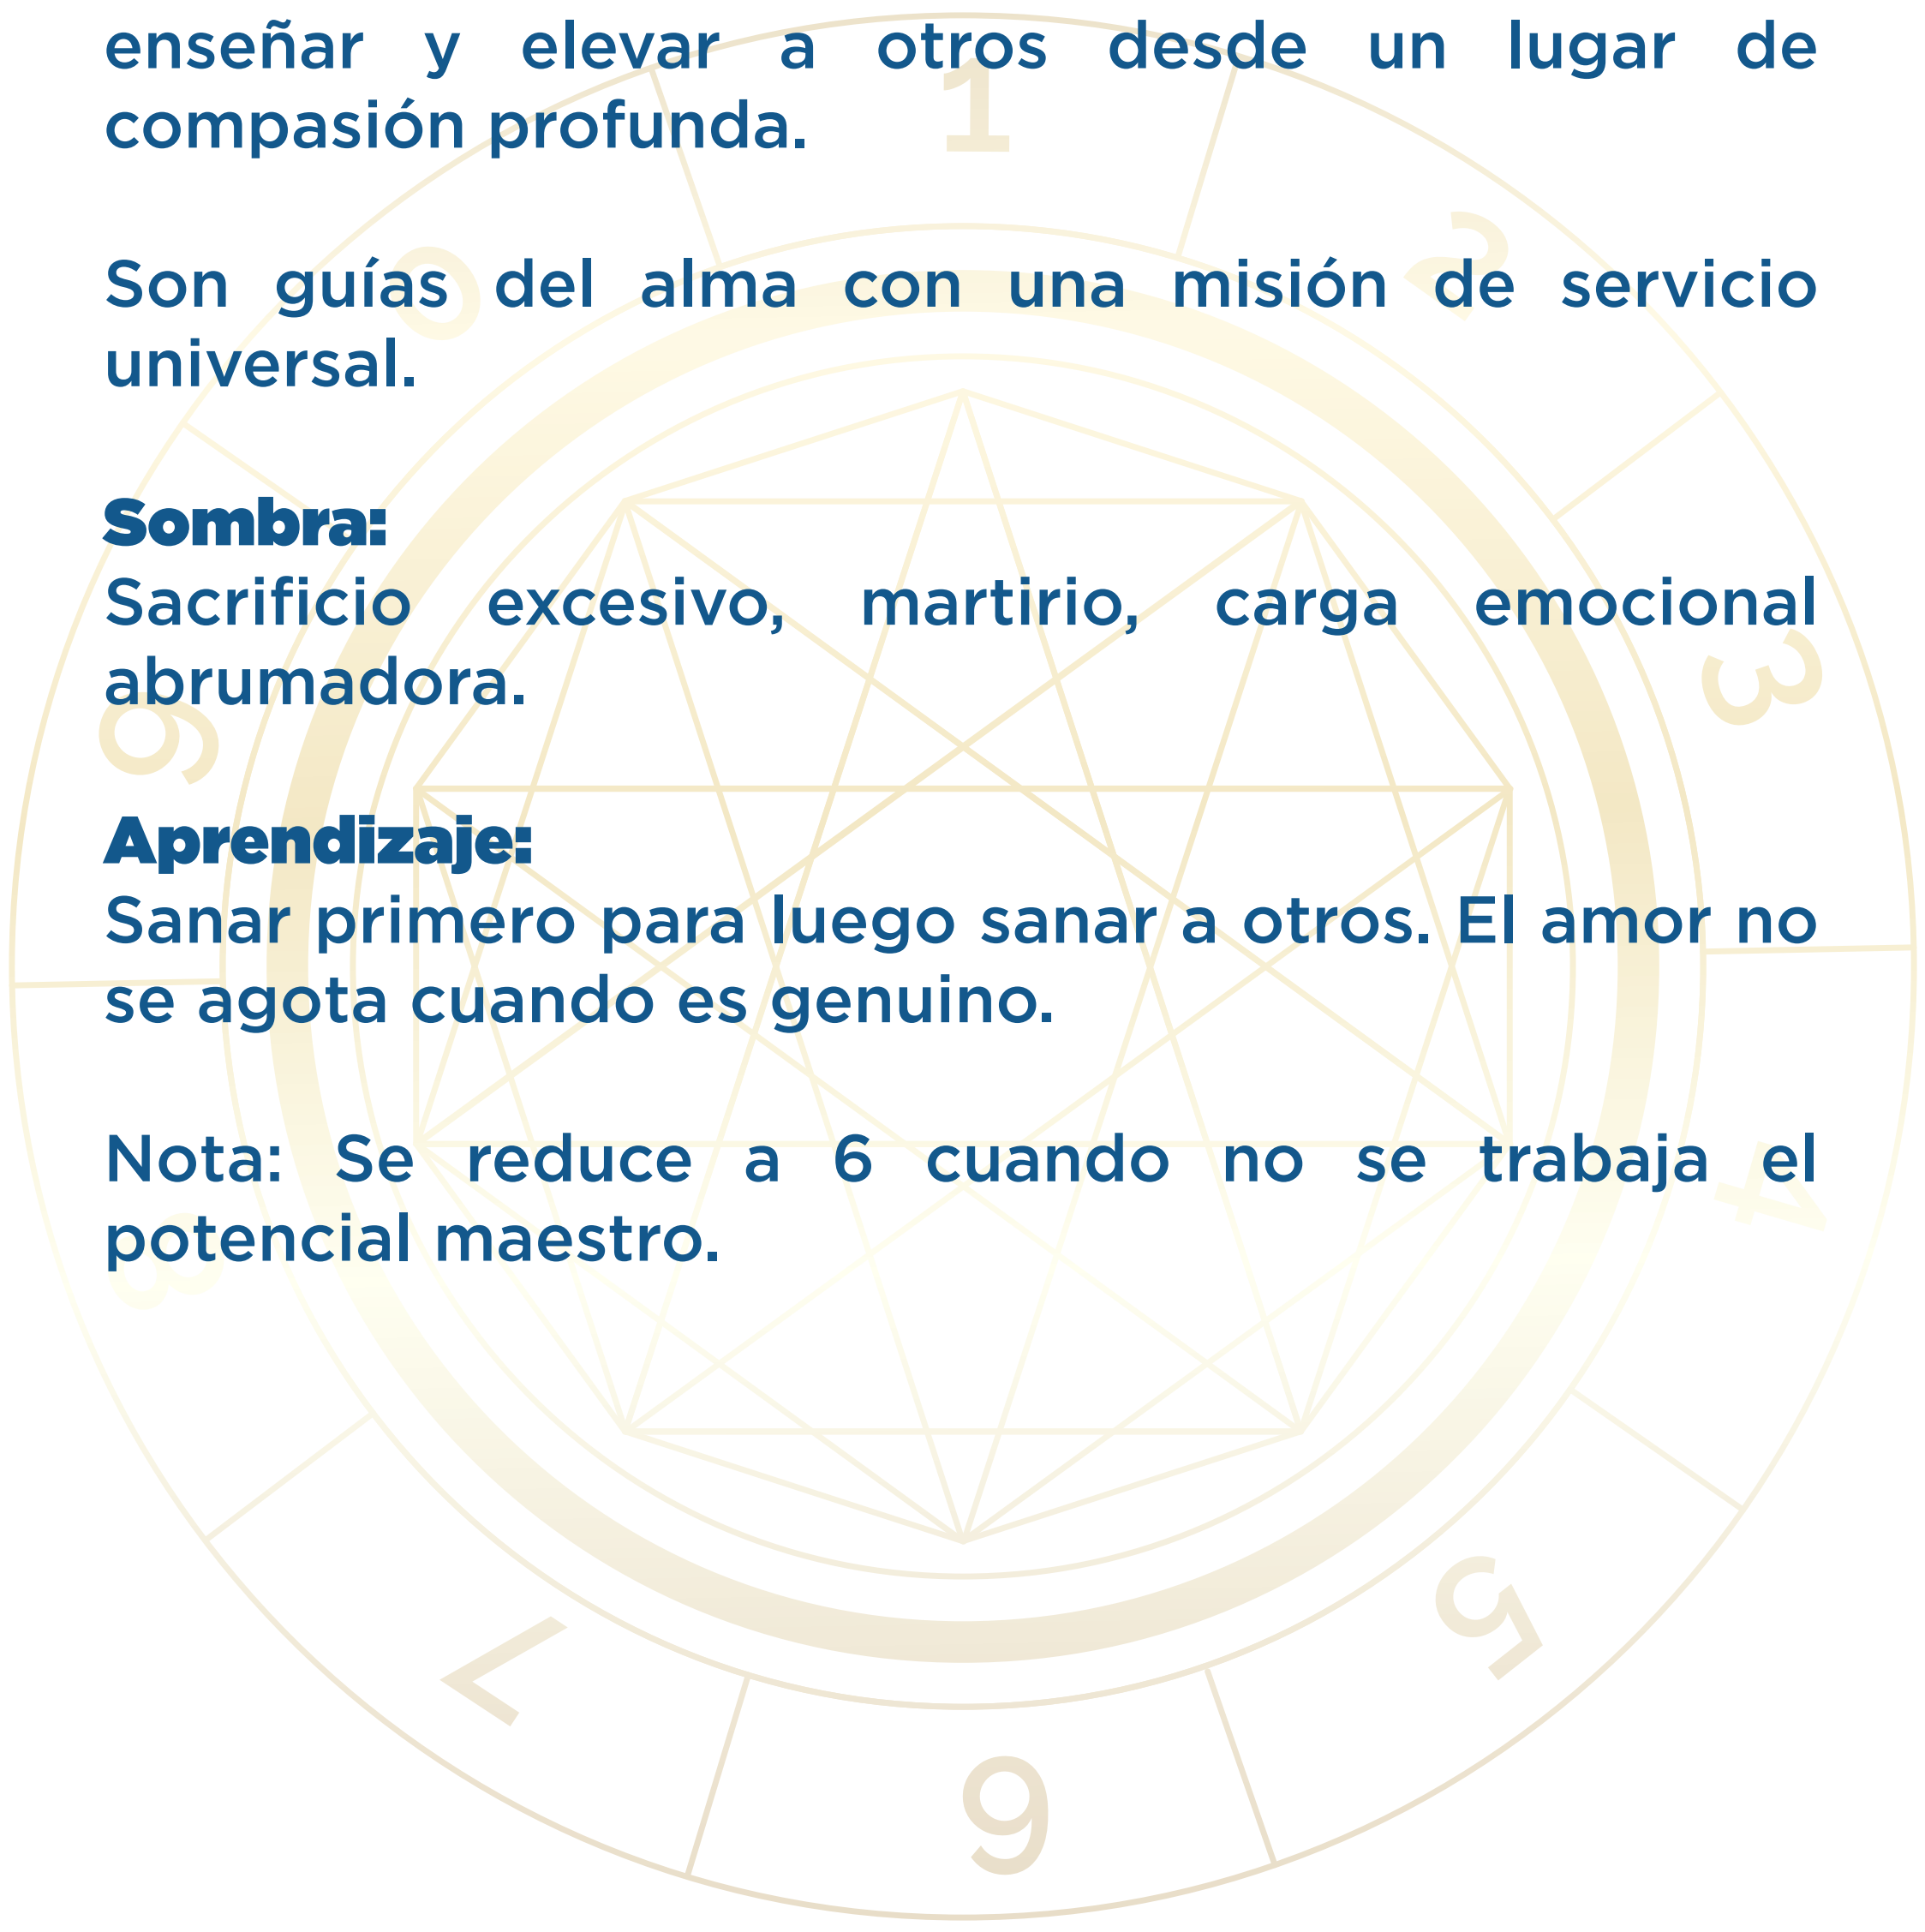 enseñar y elevar a otros desde un lugar de
compasión profunda.
Son guías del alma con una misión de servicio
universal.
Sombra:
Sacrificio excesivo, martirio, carga emocional
abrumadora.
Aprendizaje:
Sanar primero para luego sanar a otros. El amor no
se agota cuando es genuino.
Nota: Se reduce a 6 cuando no se trabaja el
potencial maestro.
1
2
3
4
5
6
7
8
9
0